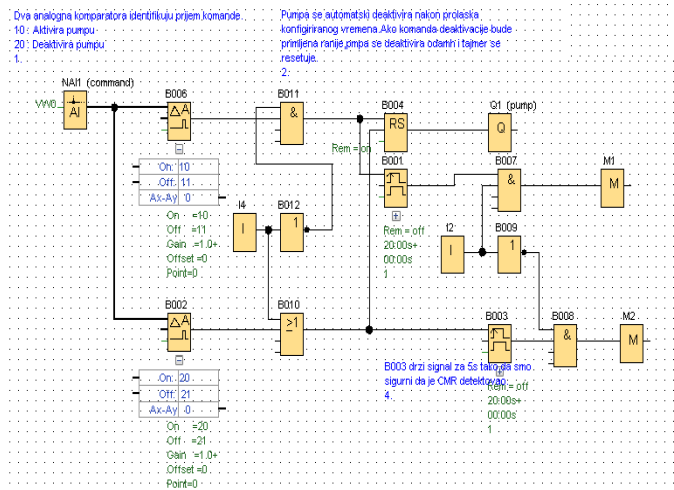 Dva analogna komparatora identifikuju prijem komande.
10 : Aktivira pumpu
20 : Deaktivira pumpu
1.
Pumpa se automatski deaktivira nakon prolaska
konfigiriranog vremena.Ako komanda deaktivacije bude
primljena ranije,pmpa se deaktivira odamh i tajmer se
resetuje.
2.
NAI1 (command)
VW0
AI
B006
ΔA
On: 10
Off: 11
Ax-Ay 0
On =10
Off =11
Gain =1.0+
Offset =0
Point=0
B011
&
B004
RS
Rem = on
Q1 (pump)
Q
B001
Rem = off
20:00s+
00:00s
1
B007
&
M1
M
I4
I
B012
1
I2
I
B009
1
B002
ΔA
On: 20
Off: 21
Ax-Ay 0
On =20
Off =21
Gain =1.0+
Offset =0
Point=0
B010
≥1
B003
Rem = off
20:00s+
00:00s
1
B008
&
M2
M
B003 drzi signal za 5s tako da smo
sigurni da je CMR detektovao.
4.